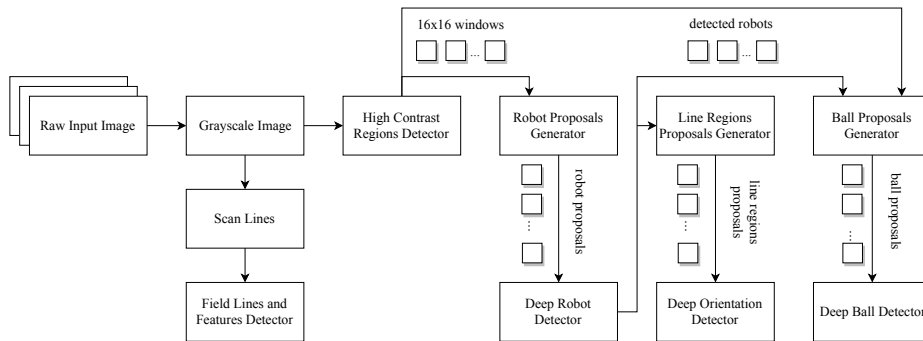 16x16 windows
...
detected robots
...
Raw Input Image
Grayscale Image
High Contrast
Regions Detector
Robot Proposals
Generator
Line Regions
Proposals Generator
Ball Proposals
Generator
...
robot proposals
...
line regions
proposals
...
ball proposals
Scan Lines
Field Lines and
Features Detector
Deep Robot
Detector
Deep Orientation
Detector
Deep Ball Detector